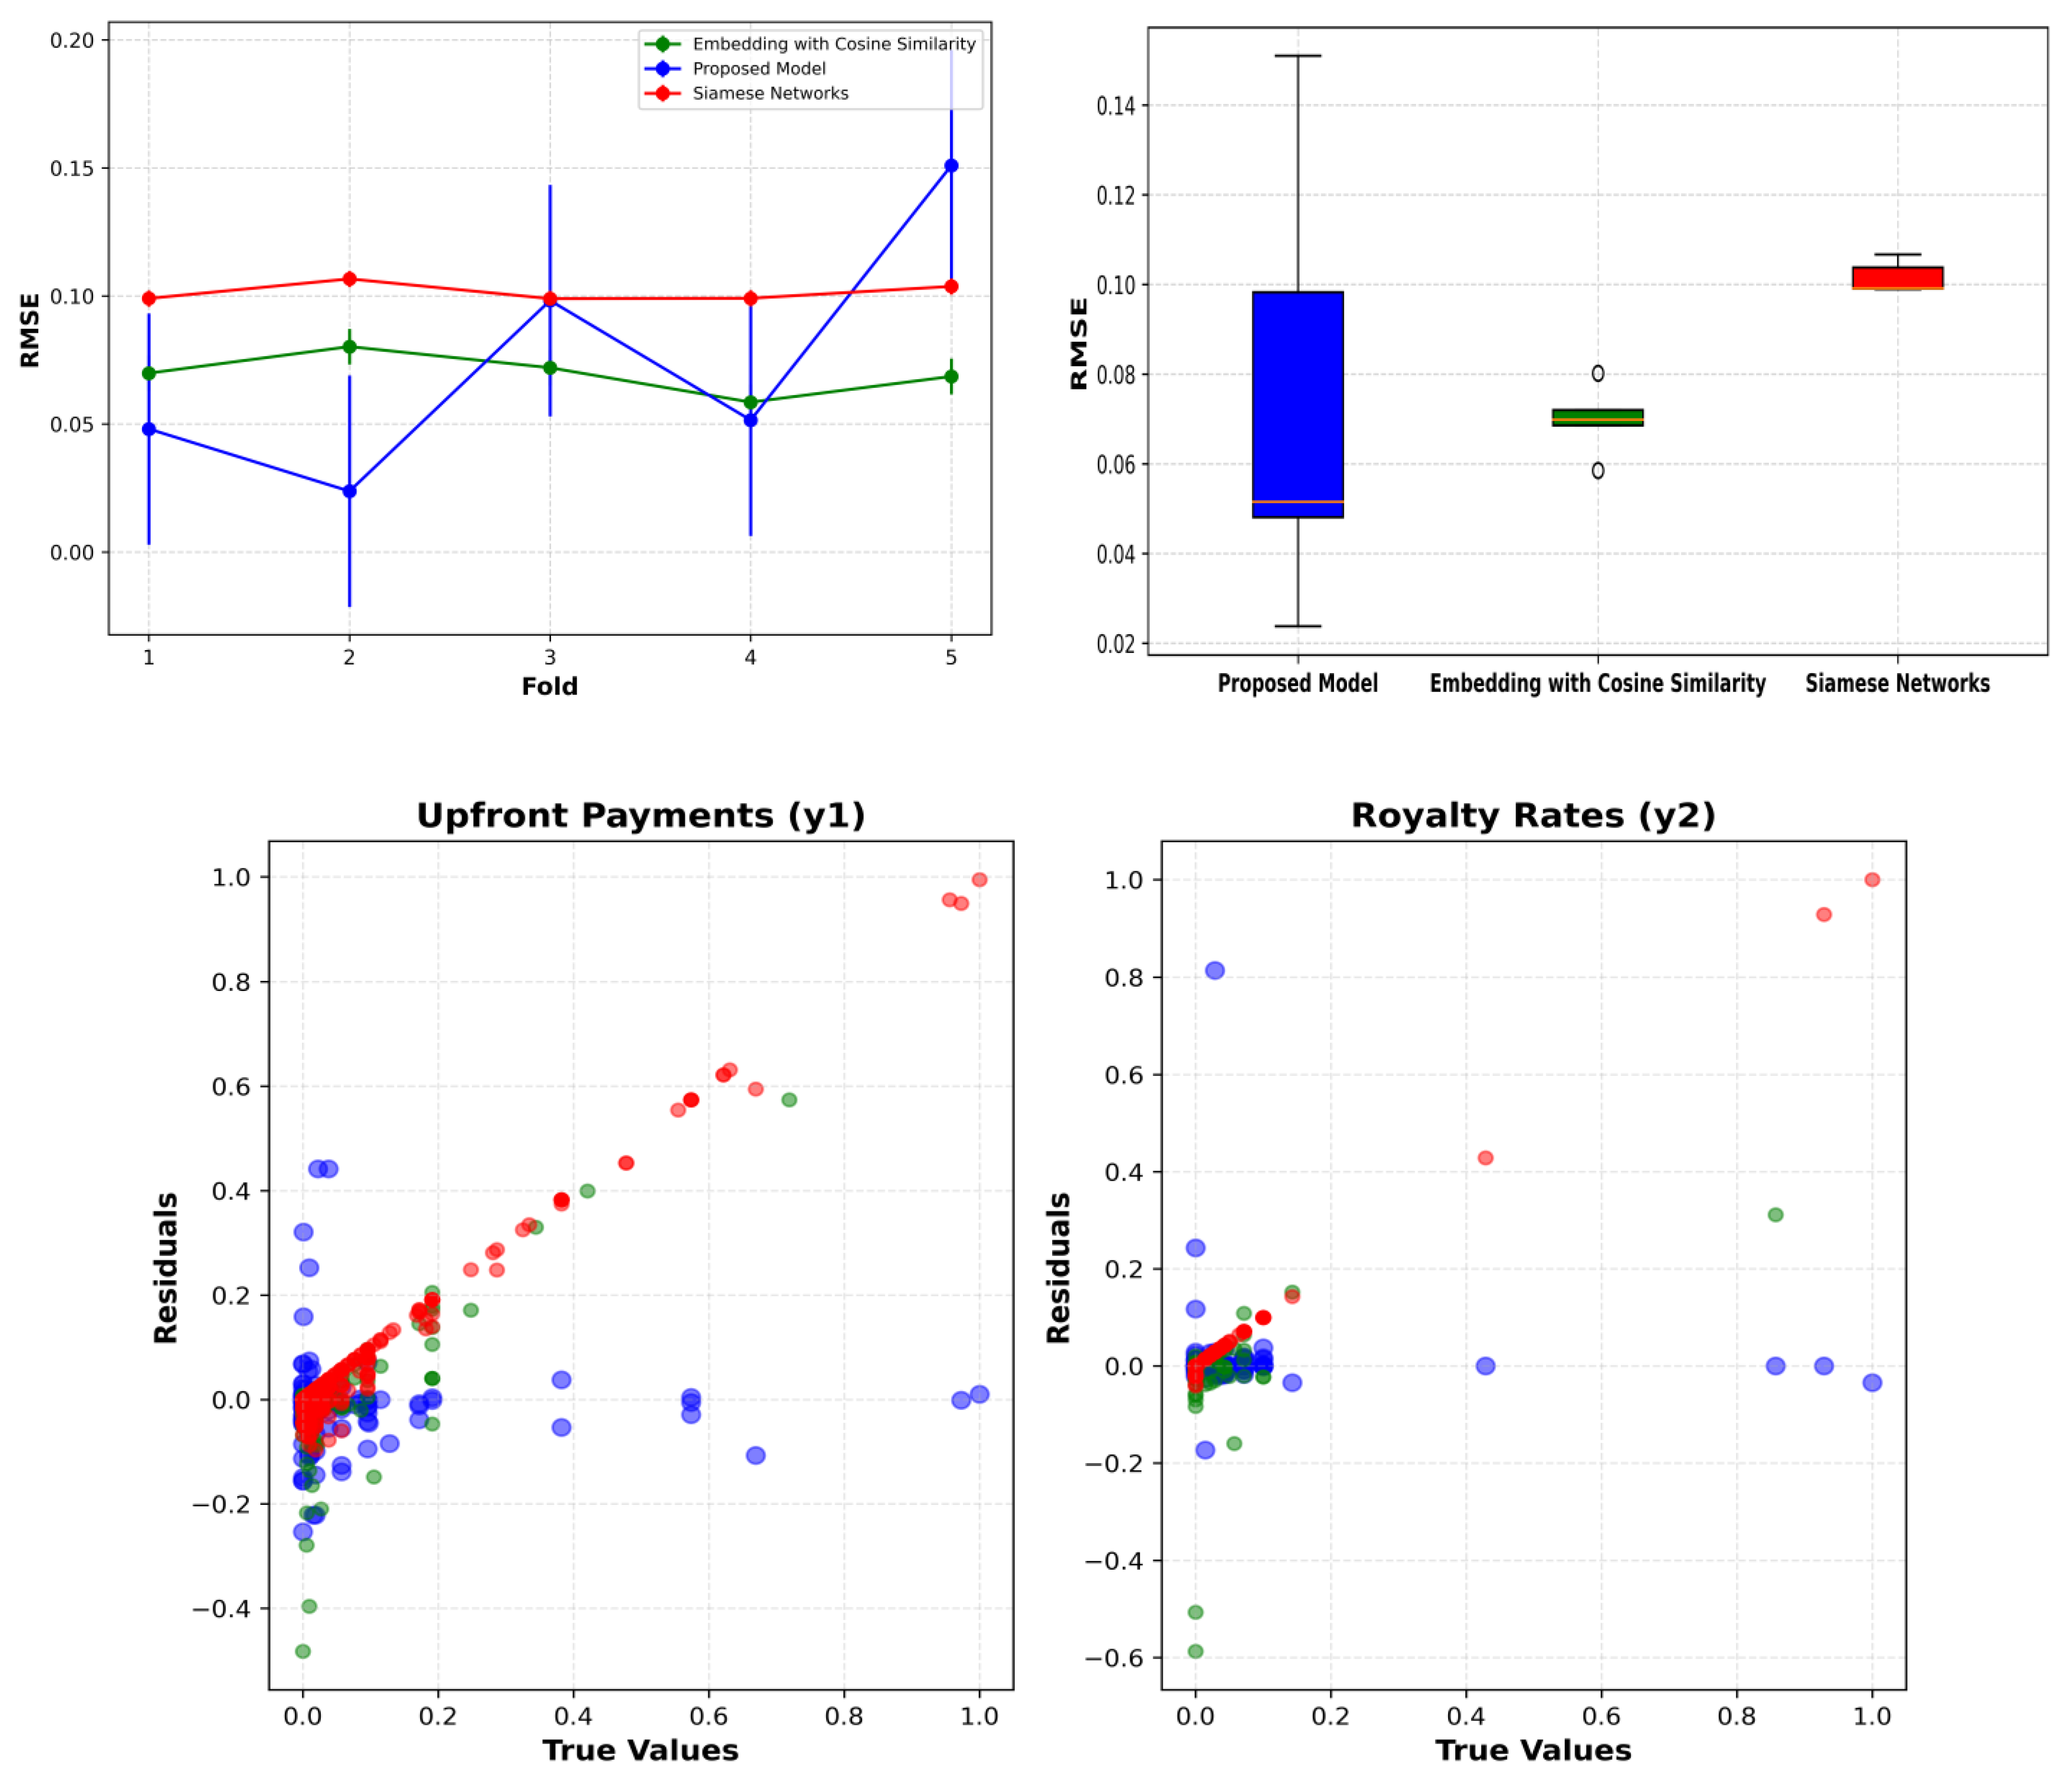 0.20
0.15
0.10
0.05
0.00
RMSE
1 2 3 4 5
Fold
Embedding with Cosine Similarity
Proposed Model
Siamese Networks
0.14
0.12
0.10
0.08
0.06
0.04
0.02
RMSE
Proposed Model Embedding with Cosine Similarity Siamese Networks
Upfront Payments (y1)
1.0
0.8
0.6
0.4
0.2
0.0
−0.2
−0.4
Residuals
0.0 0.2 0.4 0.6 0.8 1.0
True Values
Royalty Rates (y2)
1.0
0.8
0.6
0.4
0.2
0.0
−0.2
−0.4
−0.6
Residuals
0.0 0.2 0.4 0.6 0.8 1.0
True Values